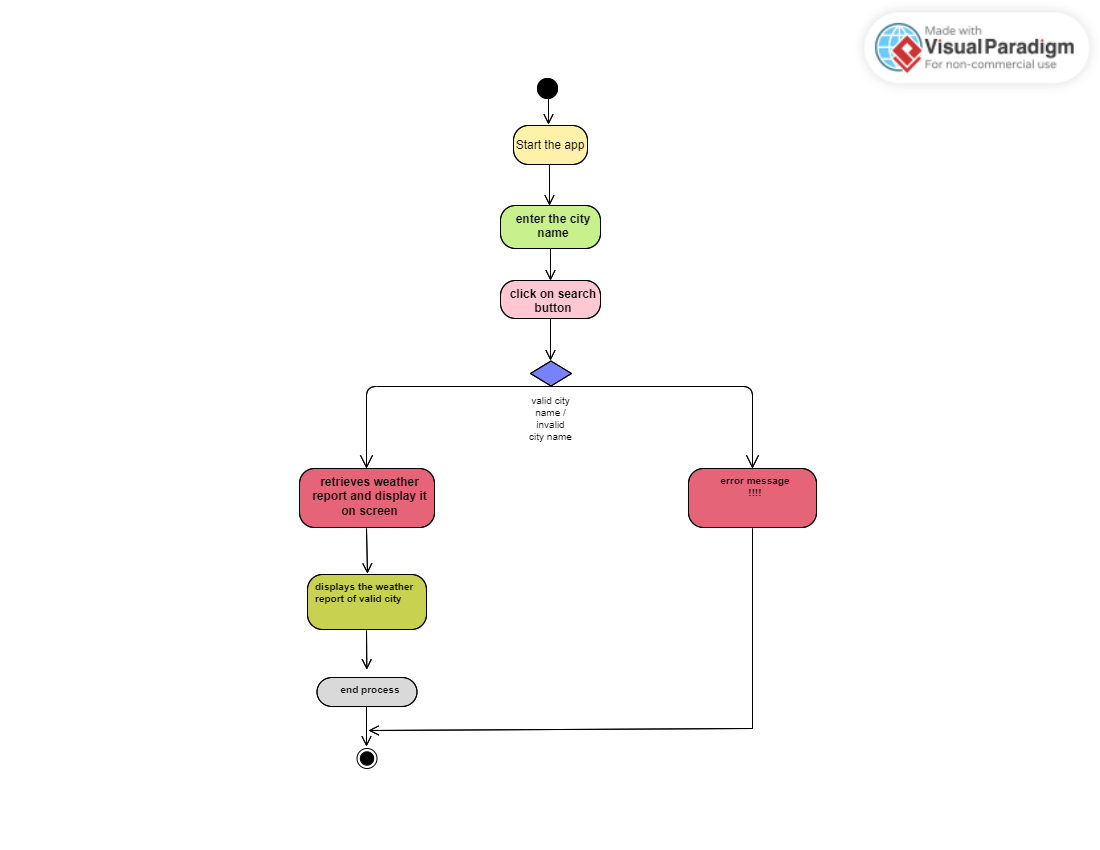 Made with
Visual Paradigm
For non-commercial use
Start the app
enter the city
name
click on search
button
valid city
name /
invalid
city name
retrieves weather
report and display it
on screen
error message
!!!!
displays the weather
report of valid city
end process